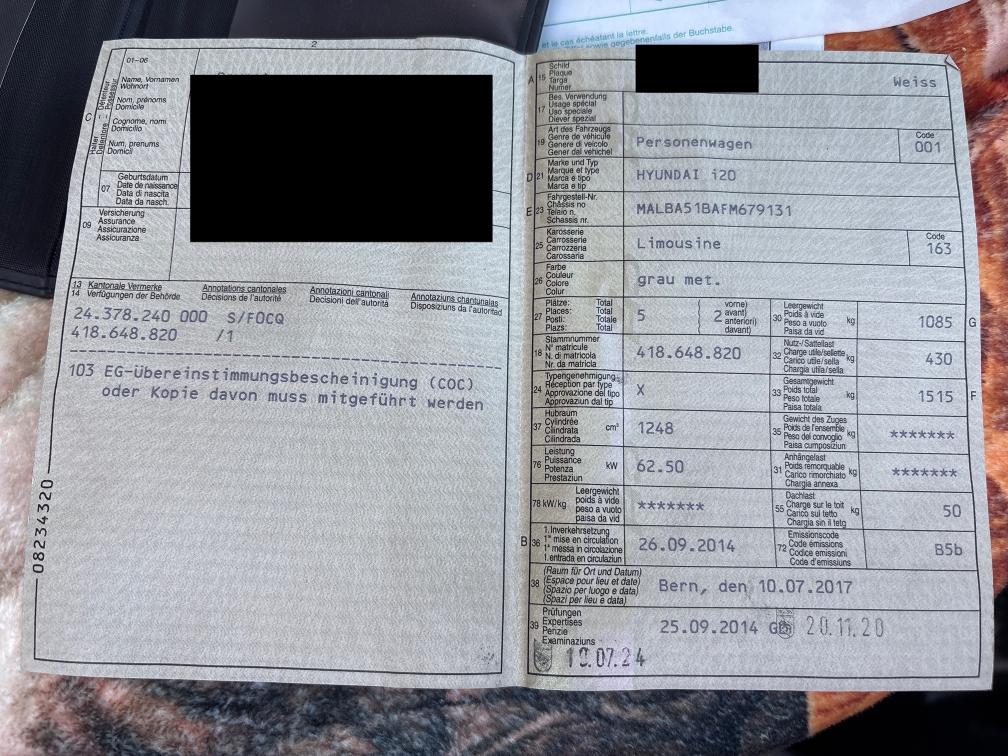 et le cas échéatant la lettre.
sowie gegebenenfalls der Buchstabe.
2
01-06
C
Name, Vornamen
Wohnort
Nom, prénoms
Domicile
Cognome, nom
Domicilio
Num, prenums
Domicil
07
Geburtsdatum
Date de naissance
Data di nascita
Data da nasch.
09
Versicherung
Assurance
Assicurazione
Assicuranza
13 Kantonale Vermerke
14 Verfügungen der Behörde
Annotations cantonales
Décisions de l'autorité
Annotazioni cantonali
Decisioni dell'autorità
Annotaziuns chantunalas
Disposiziuns da l'autoritad
24.378.240 000 S/FOCQ
418.648.820 /1
103 EG-Übereinstimmungsbescheinigung (COC)
oder Kopie davon muss mitgeführt werden
08234320
A 15
Schild
Plaque
Targa
Numer
Weiss
17
Bes. Verwendung
Usage spécial
Uso speciale
Diever spezial
19
Art des Fahrzeugs
Genre de véhicule
Genere di veicolo
Gener dal vehichel
Personenwagen
Code
001
D 21
Marke und Typ
Marque et type
Marca e tipo
Marca e tip
HYUNDAI i20
E 23
Fahrgestell-Nr.
Châssis no
Telaio n.
Schassis nr.
MALBA51BAFM679131
25
Karosserie
Carrosserie
Carrozzeria
Carossaria
Limousine
Code
163
26
Farbe
Couleur
Colore
Colur
grau met.
27
Plätze: Total
Places: Total
Posti: Totale
Plazs: Total
5
2
vorne)
avant)
anteriori)
davant)
30
Leergewicht
Poids à vide
Peso a vuoto
Paisa da vid
kg
1085
G
18
Stammnummer
N° matricule
N. di matricola
Nr. da matricla
418.648.820
32
Nutz-/Sattellast
Charge utile/sellette
Carico utile/sella
Chargia utila/sella
kg
430
24
Typengenehmigung
Réception par type
Approvazione del tipo
Approvaziun dal tip
X
33
Gesamtgewicht
Poids total
Peso totale
Paisa totala
kg
1515
F
37
Hubraum
Cylindrée
Cilindrata
Cilindrada
cm³
1248
35
Gewicht des Zuges
Poids de l'ensemble
Peso del convoglio
Paisa cumposiziun
kg
*******
76
Leistung
Puissance
Potenza
Prestaziun
kW
62.50
31
Anhängelast
Poids remorquable
Carico rimorchiato
Chargia annexa
kg
*******
78 kW/kg
Leergewicht
poids à vide
peso a vuoto
paisa da vid
*******
55
Dachlast
Charge sur le toit
Carico sul tetto
Chargia sin il tetg
kg
50
B 36
1. Inverkehrsetzung
1re mise en circulation
1a messa in circolazione
1. entrada en circulaziun
26.09.2014
72
Emissionscode
Code émissions
Codice emissioni
Code d'emissiuns
B5b
38
(Raum für Ort und Datum)
(Espace pour lieu et date)
(Spazio per luogo e data)
(Spazi per lieu e data)
Bern, den 10.07.2017
39
Prüfungen
Expertises
Perizie
Examinaziuns
25.09.2014
20.11.20
19.07.24